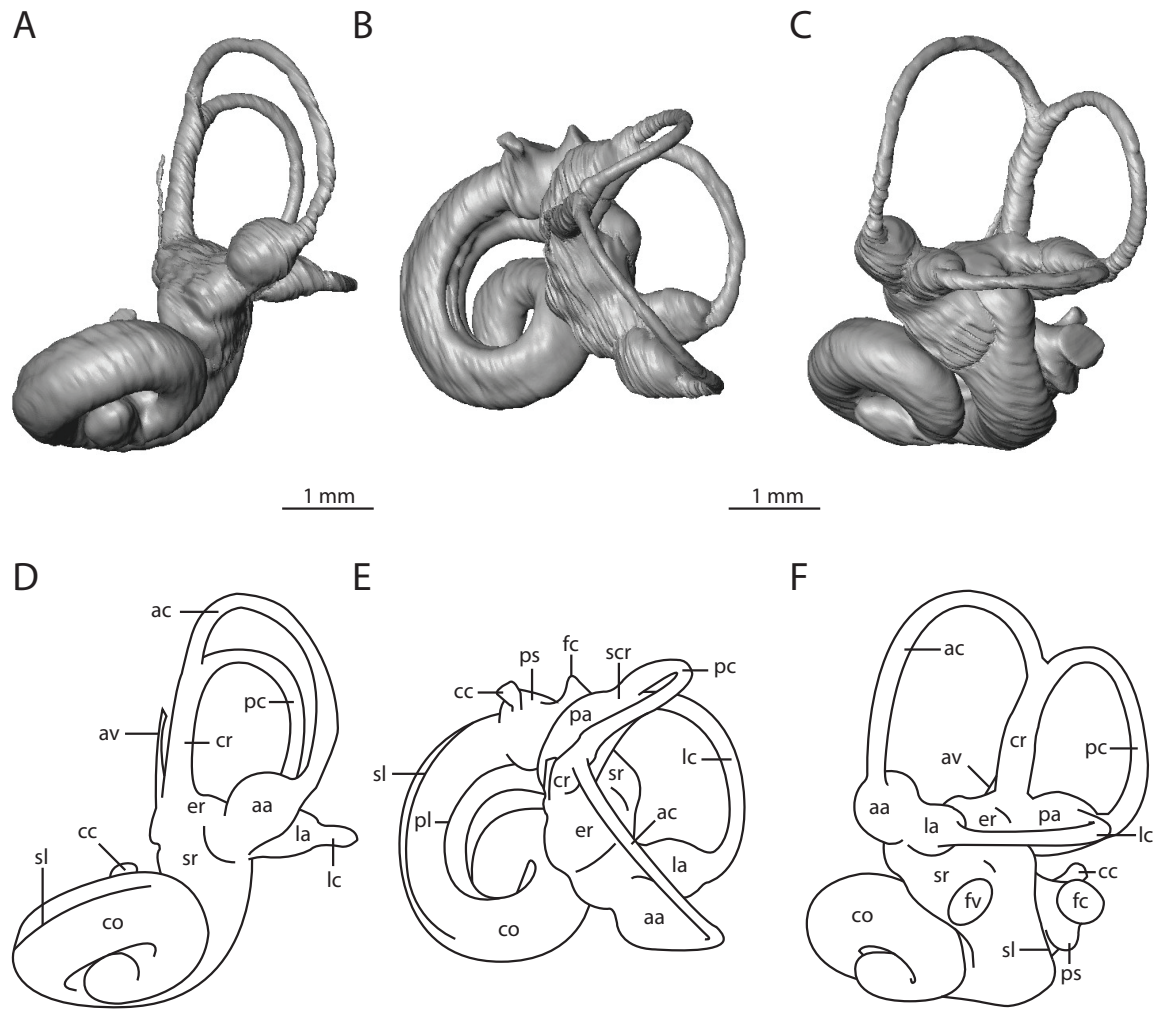 A B C
1 mm 1 mm
D E F
ac
pc
av cr
er aa
la
cc sr lc
sl
co
fc scr
ps pc
cc
pa
sl cr sr lc
pl
er ac
la
aa
co
ac
cr pc
av
aa er pa
la lc
sr cc
fv fc
co
sl ps